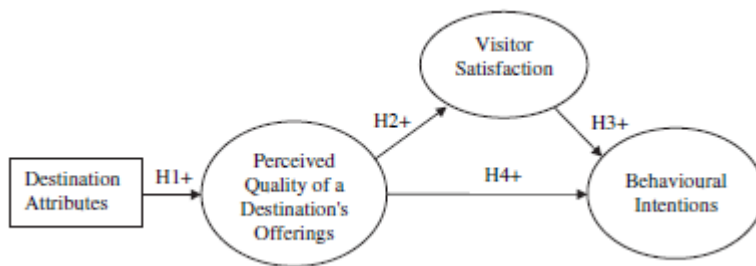 Visitor
Satisfaction
H2+
H3+
Destination
Attributes
H1+
Perceived
Quality of a
Destination's
Offerings
H4+
Behavioural
Intentions